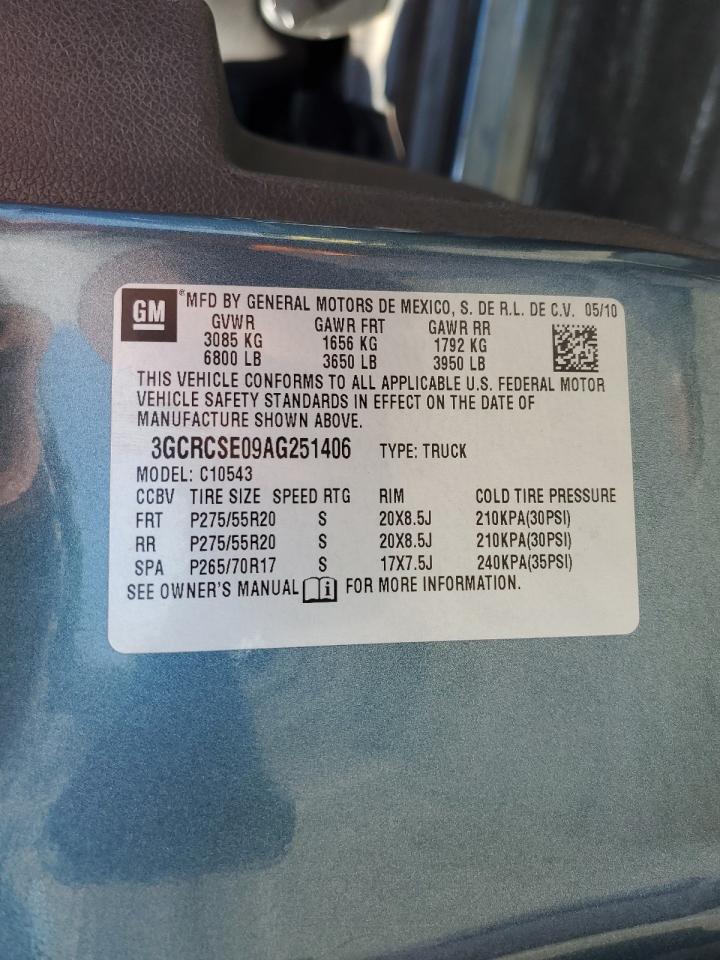 GM ® MFD BY GENERAL MOTORS DE MEXICO, S. DE R.L. DE C.V. 05/10
GVWR GAWR FRT GAWR RR
3085 KG 1656 KG 1792 KG
6800 LB 3650 LB 3950 LB
THIS VEHICLE CONFORMS TO ALL APPLICABLE U.S. FEDERAL MOTOR
VEHICLE SAFETY STANDARDS IN EFFECT ON THE DATE OF
MANUFACTURE SHOWN ABOVE.
3GCRCSE09AG251406 TYPE: TRUCK
MODEL: C10543
CCBV TIRE SIZE SPEED RTG RIM COLD TIRE PRESSURE
FRT P275/55R20 S 20X8.5J 210KPA(30PSI)
RR P275/55R20 S 20X8.5J 210KPA(30PSI)
SPA P265/70R17 S 17X7.5J 240KPA(35PSI)
SEE OWNER'S MANUAL i FOR MORE INFORMATION.